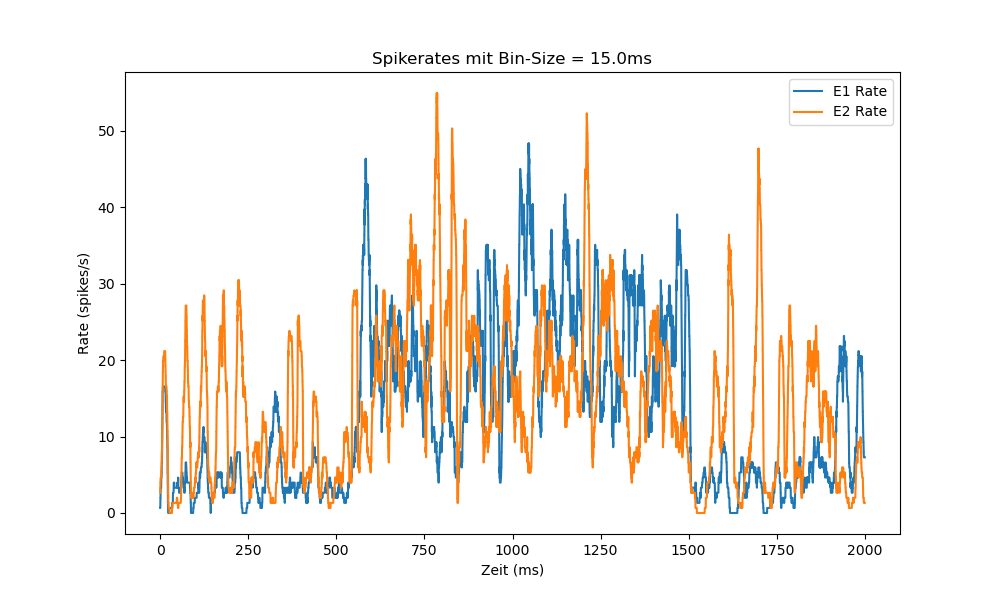 Spikerates mit Bin-Size = 15.0ms
E1 Rate
E2 Rate
Rate (spikes/s)
50
40
30
20
10
0
0 250 500 750 1000 1250 1500 1750 2000
Zeit (ms)